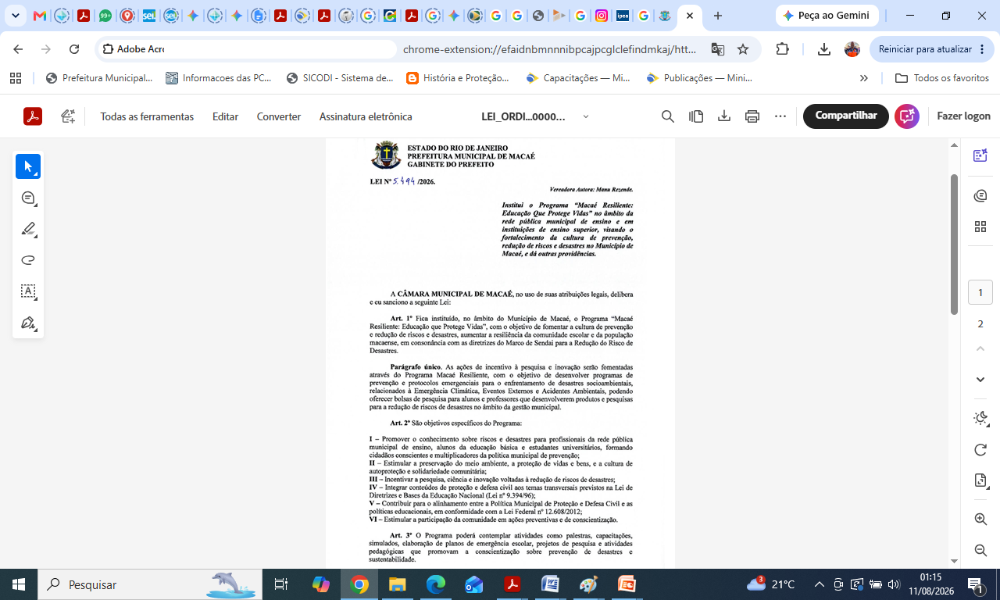 99+
Peça ao Gemini
Adobe Acro
chrome-extension://efaidnbmnnnibpcajpcglclefindmkaj/htt...
Reiniciar para atualizar
Prefeitura Municipal...
Informacoes das PC...
SICODI - Sistema de...
História e Proteção...
Capacitações — Mi...
Publicações — Mini...
Todos os favoritos
Todas as ferramentas
Editar
Converter
Assinatura eletrônica
LEI_ORDI...0000...
Compartilhar
Fazer logon
ESTADO DO RIO DE JANEIRO
PREFEITURA MUNICIPAL DE MACAÉ
GABINETE DO PREFEITO
LEI Nº 5.494 /2026.
Vereadora Autora: Manu Rezende.
Institui o Programa “Macaé Resiliente:
Educação Que Protege Vidas” no âmbito da
rede pública municipal de ensino e em
instituições de ensino superior, visando o
fortalecimento da cultura de prevenção,
redução de riscos e desastres no Município de
Macaé, e dá outras providências.
A CÂMARA MUNICIPAL DE MACAÉ, no uso de suas atribuições legais, delibera
e eu sanciono a seguinte Lei:
Art. 1º Fica instituído, no âmbito do Município de Macaé, o Programa “Macaé
Resiliente: Educação que Protege Vidas”, com o objetivo de fomentar a cultura de prevenção
e redução de riscos e desastres, aumentar a resiliência da comunidade escolar e da população
macaense, em consonância com as diretrizes do Marco de Sendai para a Redução do Risco de
Desastres.
Parágrafo único. As ações de incentivo à pesquisa e inovação serão fomentadas
através do Programa Macaé Resiliente, com o objetivo de desenvolver programas de
prevenção e protocolos emergenciais para o enfrentamento de desastres socioambientais,
relacionados à Emergência Climática, Eventos Externos e Acidentes Ambientais, podendo
oferecer bolsas de pesquisa para alunos e professores que desenvolverem produtos e pesquisas
para a redução de riscos de desastres no âmbito da gestão municipal.
Art. 2º São objetivos específicos do Programa:
I – Promover o conhecimento sobre riscos e desastres para profissionais da rede pública
municipal de ensino, alunos da educação básica e estudantes universitários, formando
cidadãos conscientes e multiplicadores da política municipal de prevenção;
II – Estimular a preservação do meio ambiente, a proteção de vidas e bens, e a cultura de
autoproteção e solidariedade comunitária;
III – Incentivar a pesquisa, ciência e inovação voltadas à redução de riscos de desastres;
IV – Integrar conteúdos de proteção e defesa civil aos temas transversais previstos na Lei de
Diretrizes e Bases da Educação Nacional (Lei nº 9.394/96);
V – Contribuir para o alinhamento entre a Política Municipal de Proteção e Defesa Civil e as
políticas educacionais, em conformidade com a Lei Federal nº 12.608/2012;
VI – Estimular a participação da comunidade em ações preventivas e de conscientização.
Art. 3º O Programa poderá contemplar atividades como palestras, capacitações,
simulados, elaboração de planos de emergência escolar, projetos de pesquisa e atividades
pedagógicas que promovam a conscientização sobre prevenção de desastres e
sustentabilidade.
1
2
Pesquisar
3
21°C
01:15
11/08/2026
1